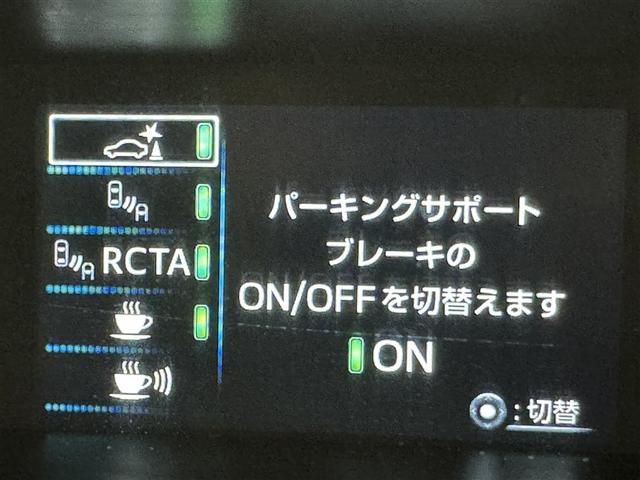 RCTA
パーキングサポート
ブレーキの
ON/OFFを切替えます
ON
:切替